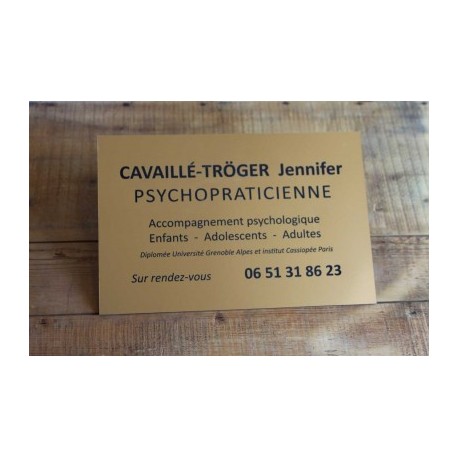 CAVAILLÉ-TRÖGER Jennifer
PSYCHOPRATICIENNE
Accompagnement psychologique
Enfants - Adolescents - Adultes
Diplomée Université Grenoble Alpes et Institut Cassiopée Paris
Sur rendez-vous 06 51 31 86 23